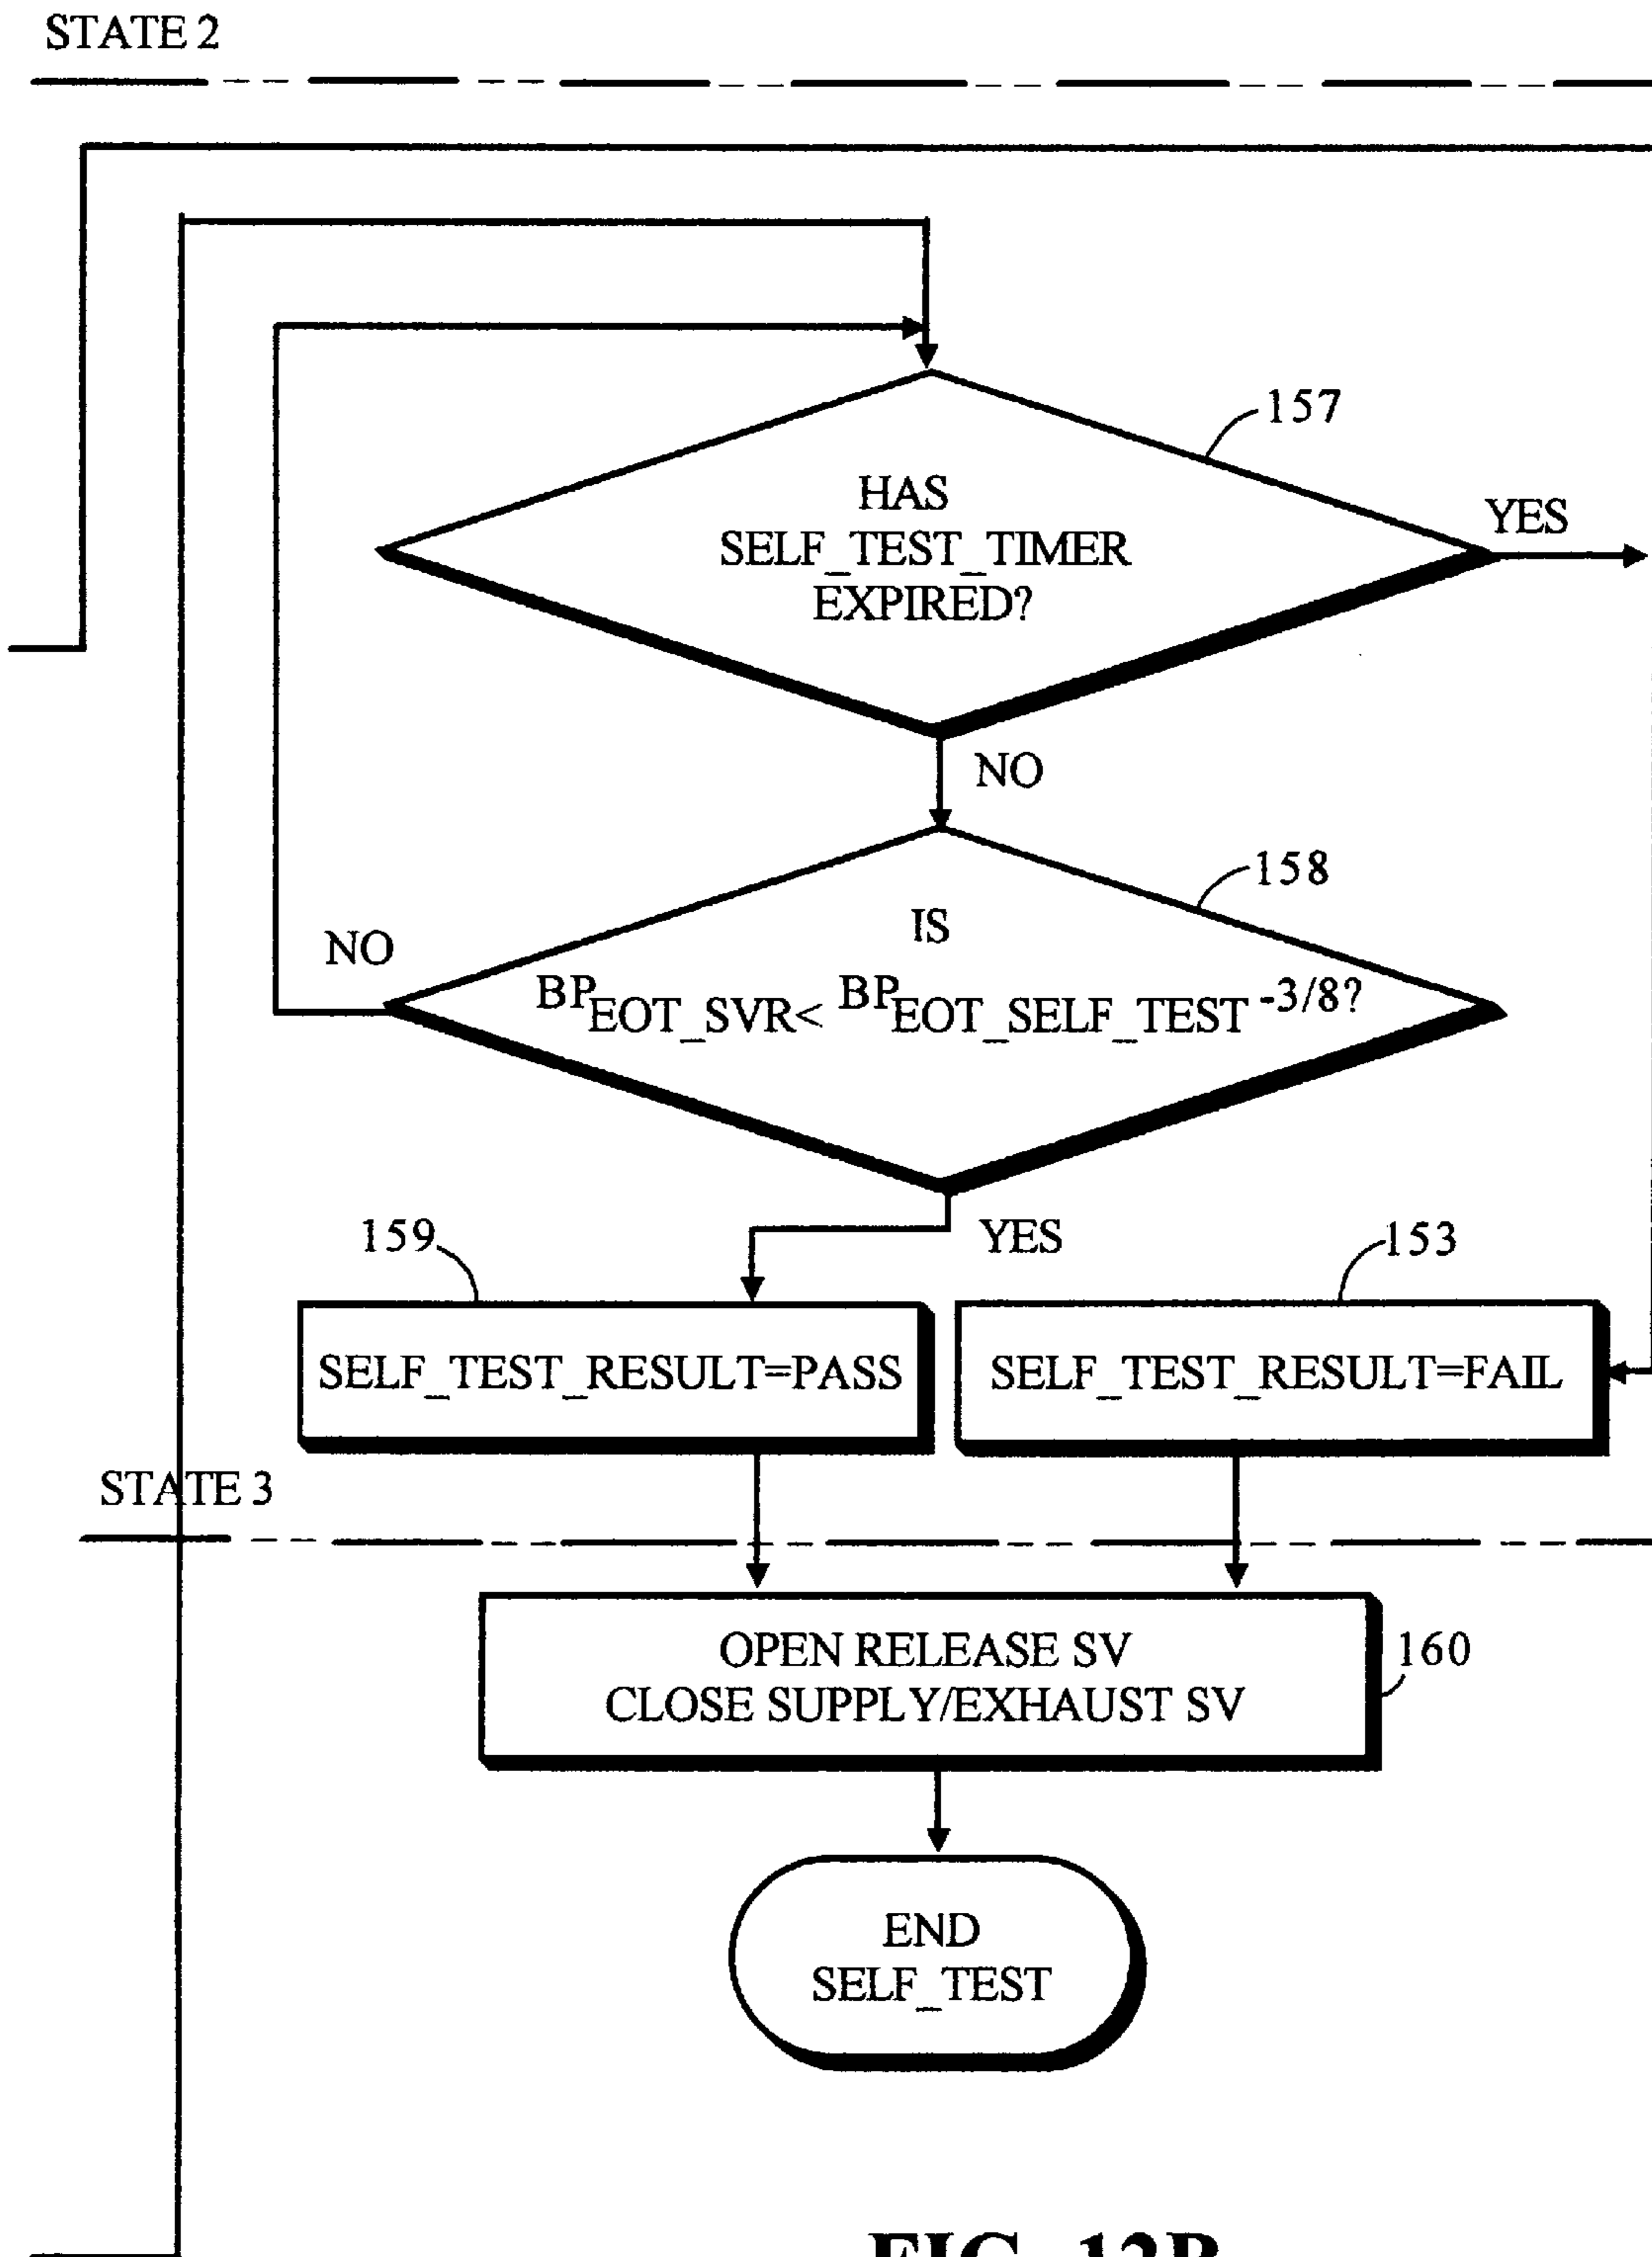 STATE 2
157
HAS
SELF_TEST_TIMER
EXPIRED?
YES
NO
158
IS
BPEOT_SVR< BPEOT_SELF_TEST -3/8?
NO
YES
159
153
SELF_TEST_RESULT=PASS
SELF_TEST_RESULT=FAIL
STATE 3
OPEN RELEASE SV
CLOSE SUPPLY/EXHAUST SV
160
END
SELF_TEST